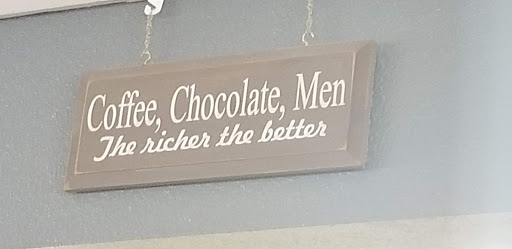 Coffee, Chocolate, Men
The richer the better